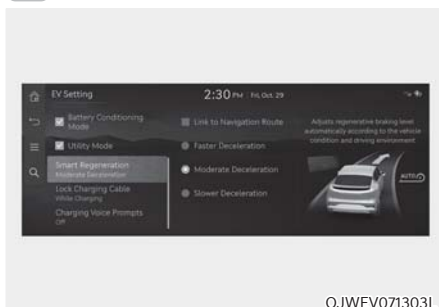 EV Setting
2:30 PM Fri, Oct. 29
Battery Conditioning
Mode
Utility Mode
Smart Regeneration
Moderate Deceleration
Lock Charging Cable
While Charging
Charging Voice Prompts
Off
Link to Navigation Route
Faster Deceleration
Moderate Deceleration
Slower Deceleration
Adjusts regenerative braking level
automatically according to the vehicle
condition and driving environment
AUTO
OJWEV071303L